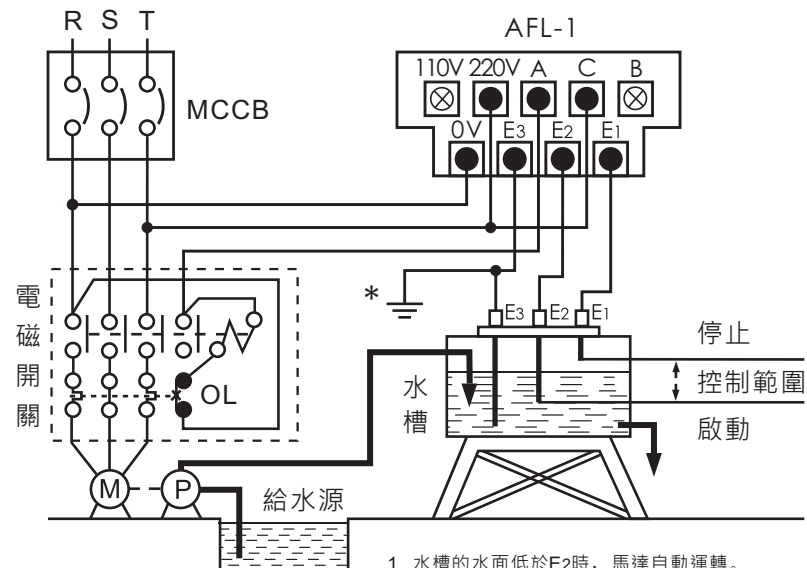 R S T
AFL-1
110V 220V A C B
MCCB
0V E3 E2 E1
電磁開關
*
E3 E2 E1
停止
水槽
控制範圍
OL
啟動
M P
給水源
1. 水槽的水面低於E2時，馬達自動運轉。